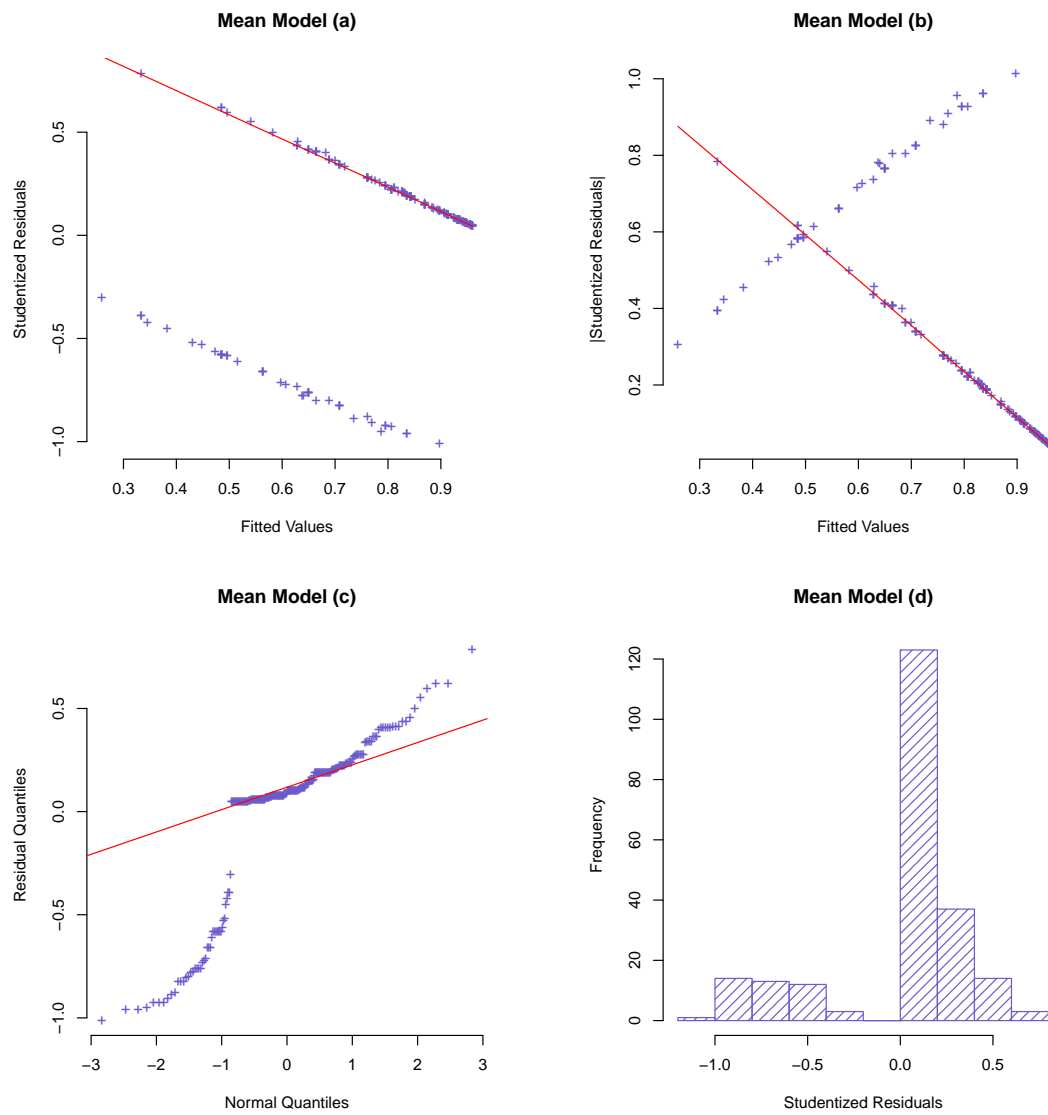 Mean Model (a)
Studentized Residuals
0.5
0.0
−0.5
−1.0
0.3 0.4 0.5 0.6 0.7 0.8 0.9
Fitted Values
Mean Model (b)
|Studentized Residuals|
1.0
0.8
0.6
0.4
0.2
0.3 0.4 0.5 0.6 0.7 0.8 0.9
Fitted Values
Mean Model (c)
Residual Quantiles
0.5
0.0
−0.5
−1.0
−3 −2 −1 0 1 2 3
Normal Quantiles
Mean Model (d)
Frequency
120
100
80
60
40
20
0
−1.0 −0.5 0.0 0.5
Studentized Residuals